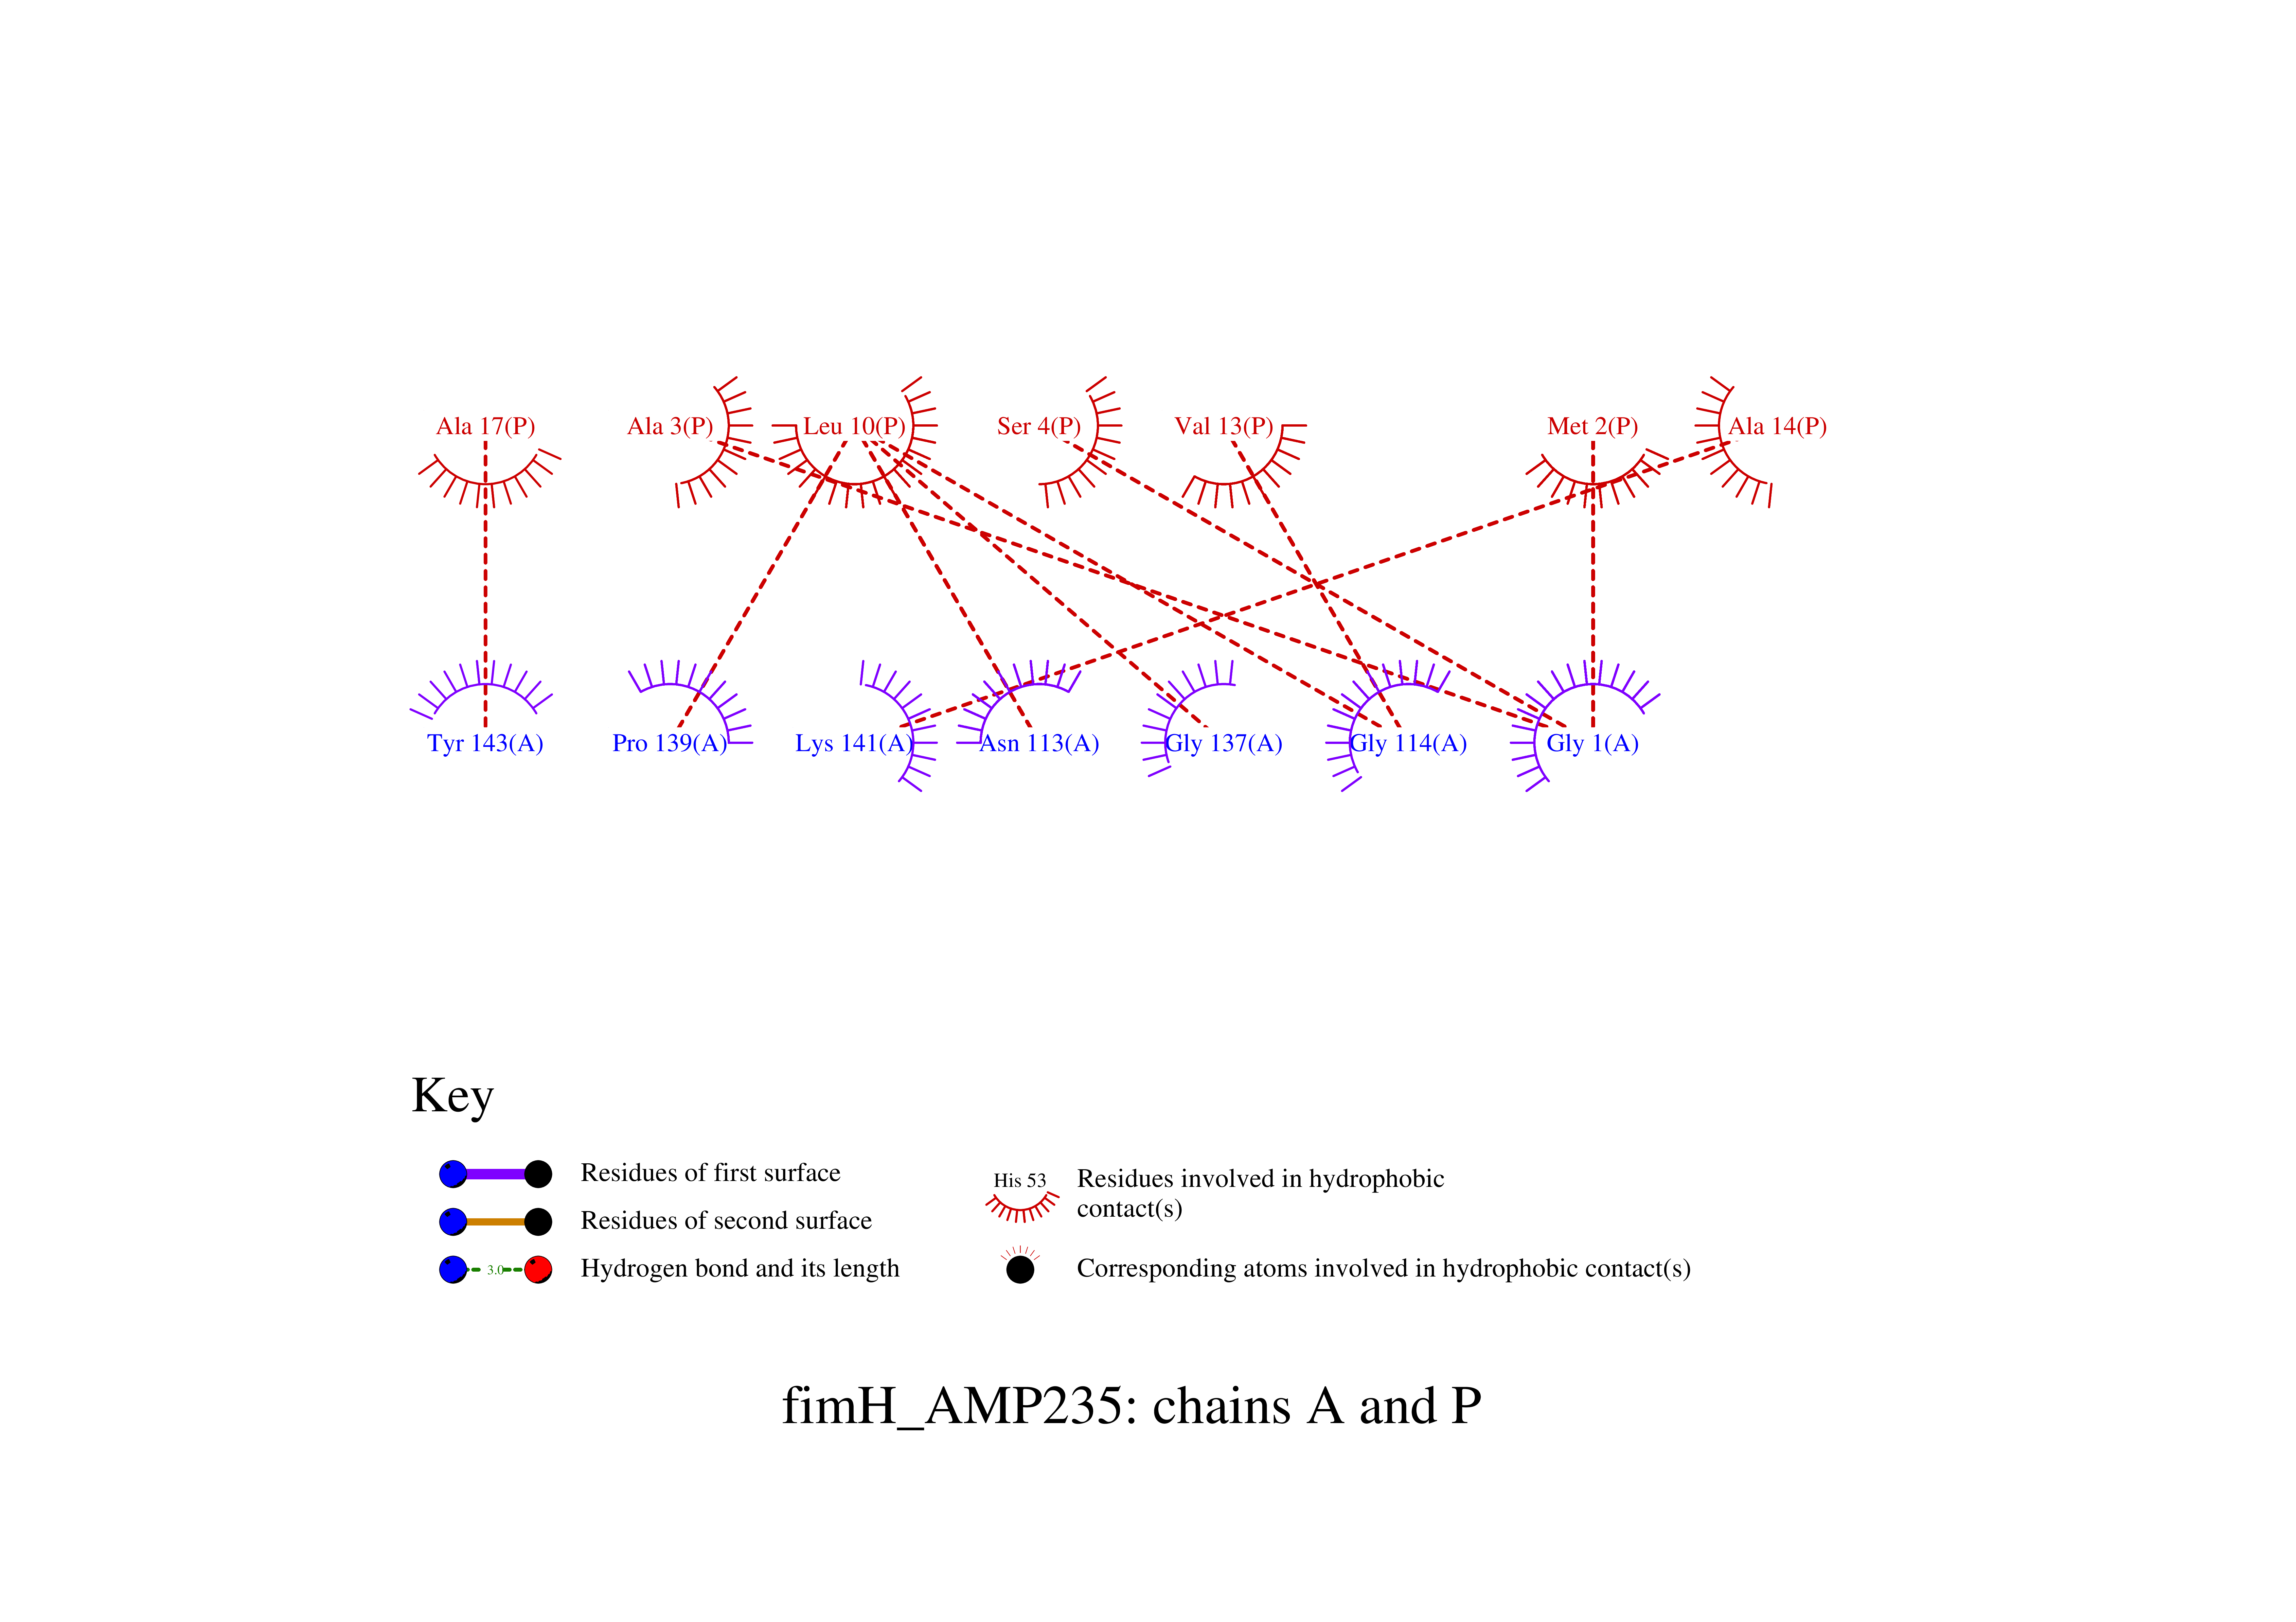 Ala 17(P) Ala 3(P) Leu 10(P) Ser 4(P) Val 13(P) Met 2(P) Ala 14(P)
Tyr 143(A) Pro 139(A) Lys 141(A) Asn 113(A) Gly 137(A) Gly 114(A) Gly 1(A)
Key
Residues of first surface
Residues of second surface
3.0 Hydrogen bond and its length
His 53 Residues involved in hydrophobic
contact(s)
Corresponding atoms involved in hydrophobic contact(s)
fimH_AMP235: chains A and P